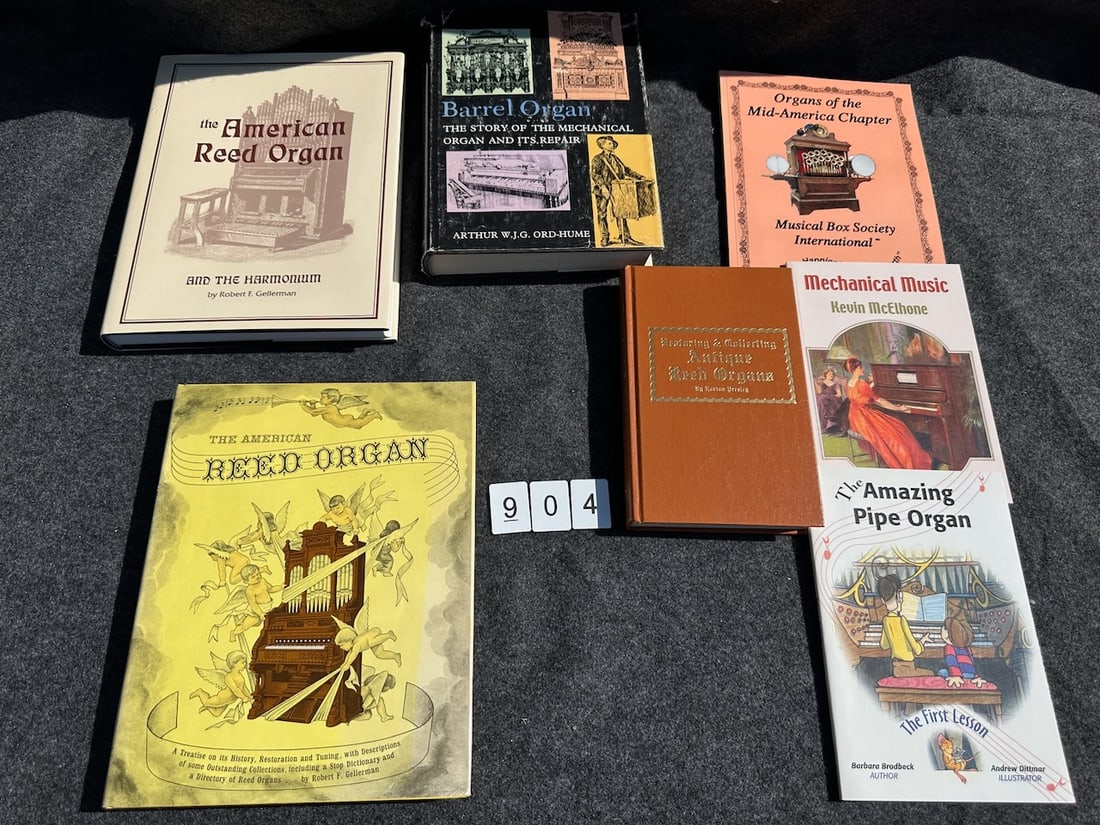 the American
Reed Organ
AND THE HARMONIUM
by Robert F. Gellerman
Barrel Organ
THE STORY OF THE MECHANICAL
ORGAN AND ITS REPAIR
ARTHUR W.J.G. ORD-HUME
Organs of the
Mid-America Chapter
Musical Box Society
International
Restoring & Collecting
Antique
Reed Organs
By Horton Presley
Mechanical Music
Kevin McElhone
THE AMERICAN
REED ORGAN
A Treatise on its History, Restoration and Tuning, with Descriptions
of some Outstanding Collections, including a Stop Dictionary and
a Directory of Reed Organs by Robert F. Gellerman
904
The Amazing
Pipe Organ
The First Lesson
Barbara Brodbeck
AUTHOR
Andrew Dittmar
ILLUSTRATOR